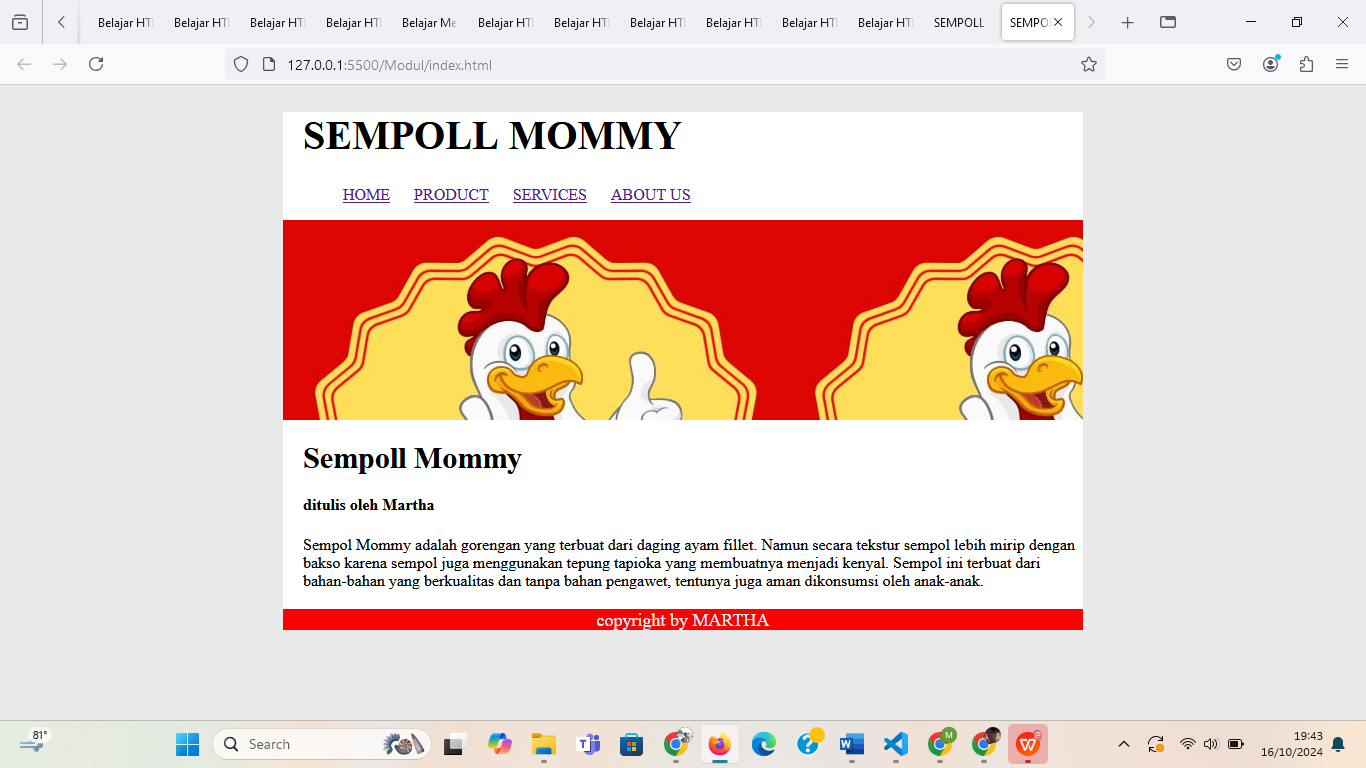 Belajar HT
Belajar HT
Belajar HT
Belajar HT
Belajar Me
Belajar HT
Belajar HT
Belajar HT
Belajar HT
Belajar HT
Belajar HT
SEMPOLL
SEMPO
127.0.0.1:5500/Modul/index.html
SEMPOLL MOMMY
HOME PRODUCT SERVICES ABOUT US
Sempoll Mommy
ditulis oleh Martha
Sempol Mommy adalah gorengan yang terbuat dari daging ayam fillet. Namun secara tekstur sempol lebih mirip dengan
bakso karena sempol juga menggunakan tepung tapioka yang membuatnya menjadi kenyal. Sempol ini terbuat dari
bahan-bahan yang berkualitas dan tanpa bahan pengawet, tentunya juga aman dikonsumsi oleh anak-anak.
copyright by MARTHA
81°
Search
M
19:43
16/10/2024